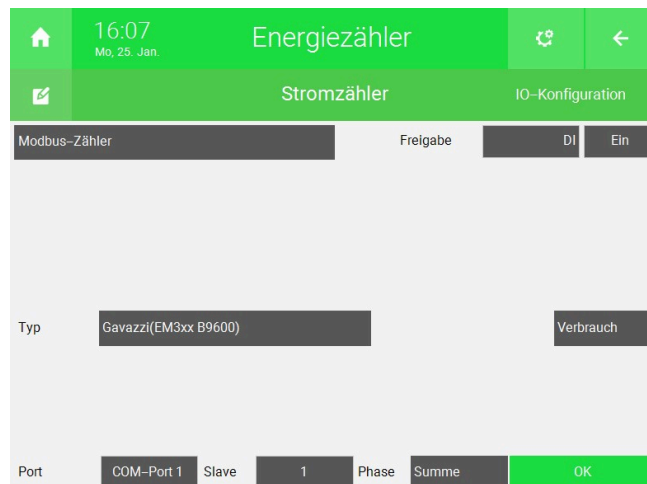 16:07
Mo, 25. Jan.
Energiezähler
Stromzähler
IO–Konfiguration
Modbus–Zähler
Freigabe
DI
Ein
Typ
Gavazzi(EM3xx B9600)
Verbrauch
Port
COM–Port 1
Slave
1
Phase
Summe
OK